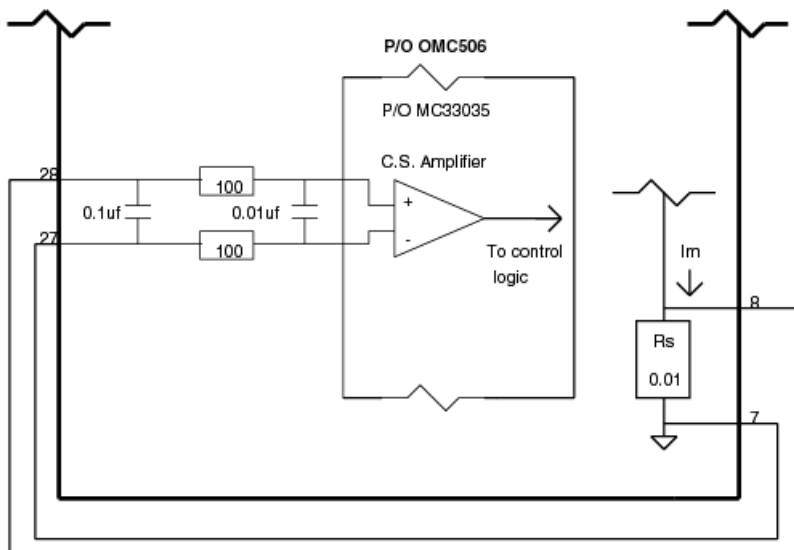 P/O OMC506
P/O MC33035
C.S. Amplifier
28
100
0.1uf
0.01uf
+
-
27
100
To control
logic
Im
8
Rs
0.01
7